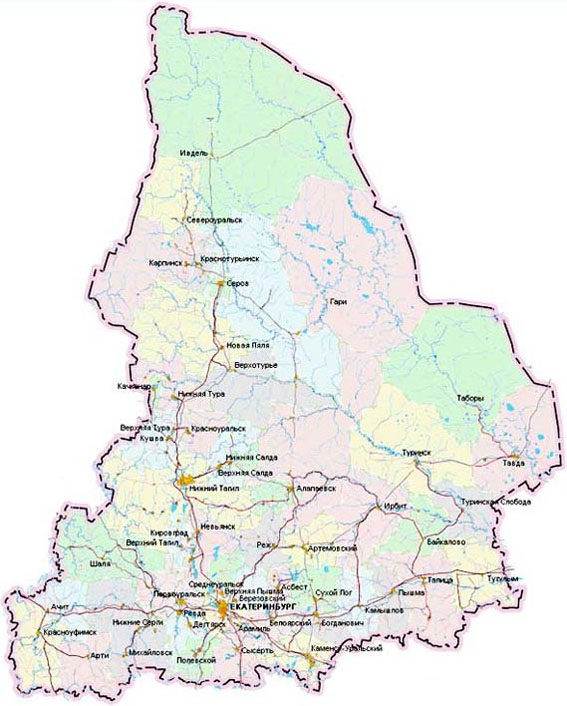 Ивдель
Североуральск
Карпинск
Краснотурьинск
Серов
Гари
Новая Ляля
Верхотурье
Качканар
Нижняя Тура
Таборы
Верхняя Тура
Красноуральск
Кушва
Туринск
Тавда
Нижняя Салда
Верхняя Салда
Нижний Тагил
Алапаевск
Туринская Слобода
Ирбит
Невьянск
Кировград
Верхний Тагил
Байкалово
Реж
Артемовский
Шаля
Тугулым
Талица
Среднеуральск
Асбест
Верхняя Пышма
Сухой Лог
Пышма
Первоуральск
Березовский
ЕКАТЕРИНБУРГ
Камышлов
Ачит
Ревда
Нижние Серги
Дегтярск
Арамиль
Белоярский
Богданович
Красноуфимск
Арти
Михайловск
Полевской
Сысерть
Каменск-Уральский